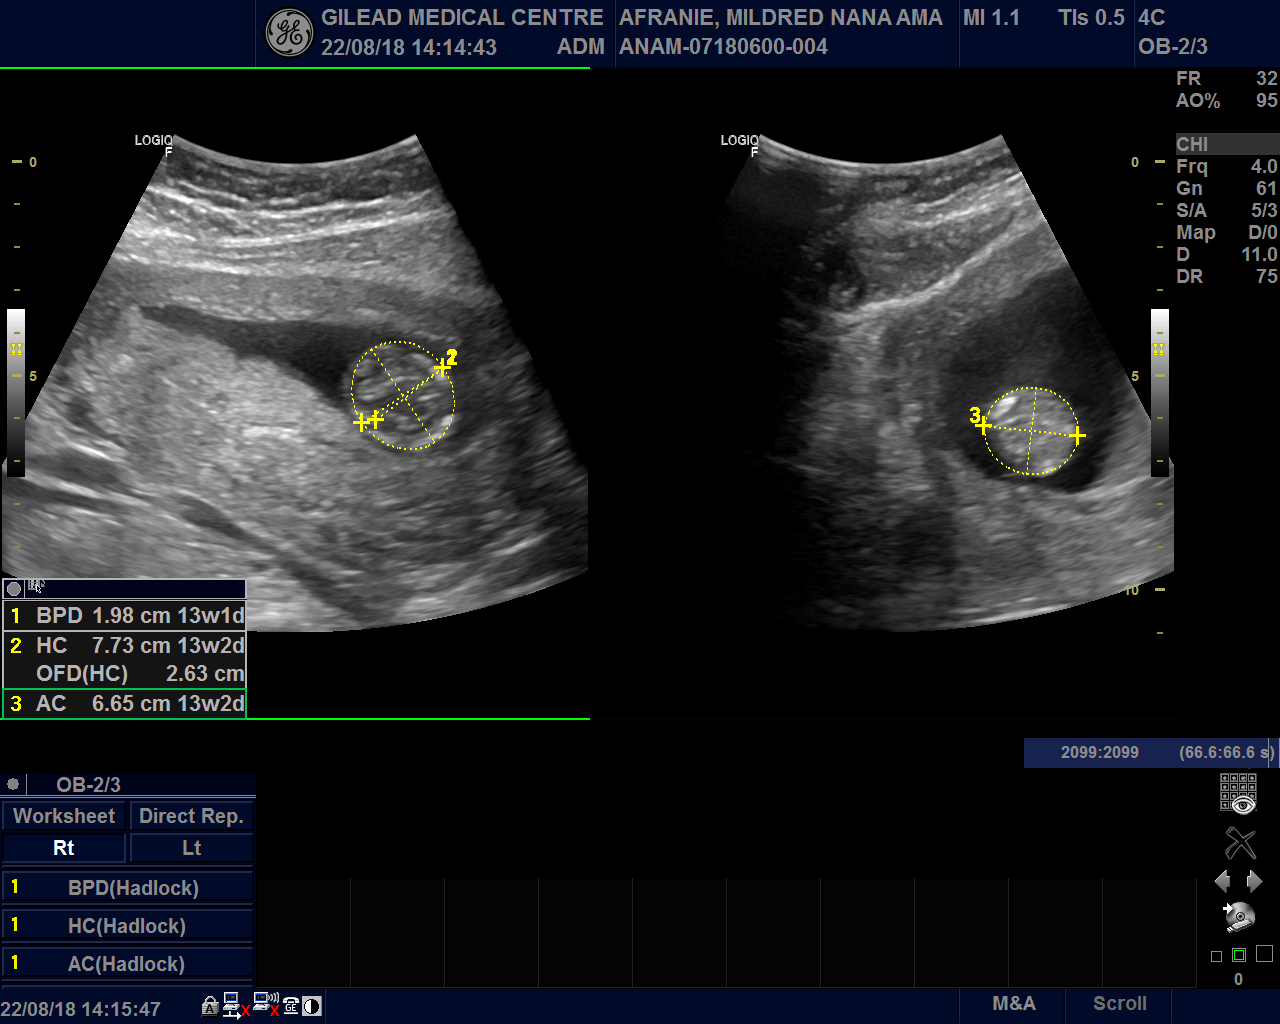 GILEAD MEDICAL CENTRE
22/08/18 14:14:43 ADM
AFRANIE, MILDRED NANA AMA
ANAM-07180600-004
MI 1.1 TIs 0.5
4C
OB-2/3
FR 32
AO% 95
CHI
Frq 4.0
Gn 61
S/A 5/3
Map D/0
D 11.0
DR 75
LOGIQ
F
0
5
2
LOGIQ
F
0
5
10
3
1 BPD 1.98 cm 13w1d
2 HC 7.73 cm 13w2d
OFD(HC) 2.63 cm
3 AC 6.65 cm 13w2d
2099:2099 (66.6:66.6 s)
OB-2/3
Worksheet Direct Rep.
Rt Lt
1 BPD(Hadlock)
1 HC(Hadlock)
1 AC(Hadlock)
0
22/08/18 14:15:47
A
GE
M&A Scroll